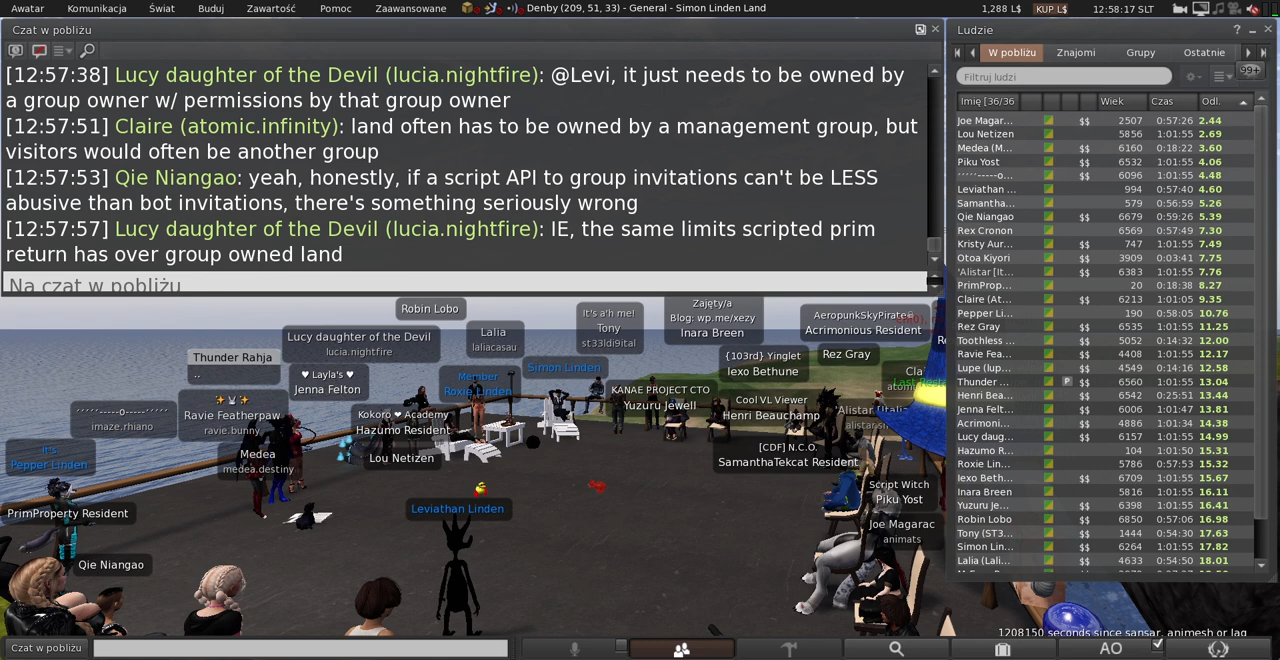 Awatar Komunikacja Świat Buduj Zawartość Pomoc Zaawansowane Denby (209, 51, 33) - General - Simon Linden Land 1,288 L$ KUP L$ 12:58:17 SLT
Czat w pobliżu
[12:57:38] Lucy daughter of the Devil (lucia.nightfire): @Levi, it just needs to be owned by
a group owner w/ permissions by that group owner
[12:57:51] Claire (atomic.infinity): land often has to be owned by a management group, but
visitors would often be another group
[12:57:53] Qie Niangao: yeah, honestly, if a script API to group invitations can't be LESS
abusive than bot invitations, there's something seriously wrong
[12:57:57] Lucy daughter of the Devil (lucia.nightfire): IE, the same limits scripted prim
return has over group owned land
Na czat w pobliżu
Ludzie
W pobliżu Znajomi Grupy Ostatnie
Filtruj ludzi
99+
Imię [36/36 Wiek Czas Odl.
Joe Magar... $$ 2507 0:57:26 2.44
Lou Netizen 5856 1:01:55 2.69
Medea (M... $$ 6160 0:18:22 3.60
Piku Yost $$ 6532 1:01:55 4.06
'''''-----o... $$ 6096 1:01:55 4.48
Leviathan ... 994 0:57:40 4.60
Samantha... 579 0:56:59 5.26
Qie Niangao $$ 6679 0:59:26 5.39
Rex Cronon 6569 0:57:49 7.30
Kristy Aur... $$ 747 0:57:06 7.49
Otoa Kiyori $$ 3909 0:03:41 7.75
'Alistar [It... $$ 6383 1:01:55 7.76
PrimProp... 20 0:18:38 8.27
Claire (At... $$ 6213 1:01:05 9.35
Pepper Li... 190 0:58:05 10.76
Rez Gray $$ 6535 1:01:55 11.25
Toothless ... $$ 5052 0:14:32 12.00
Ravie Fea... $$ 4408 1:01:55 12.17
Lupe (lup... $$ 4549 0:14:16 12.58
Thunder ... P $$ 6560 1:01:55 13.04
Henri Bea... $$ 6542 0:25:51 13.44
Jenna Felt... $$ 6006 1:01:47 13.81
Acrimoni... $$ 4886 1:01:34 14.38
Lucy daug... $$ 6157 1:01:55 14.99
Hazumo R... 104 1:01:50 15.31
Roxie Lin... 5786 0:57:53 15.32
Iexo Beth... $$ 6709 1:01:55 15.67
Inara Breen 5816 1:01:55 16.11
Yuzuru Je... $$ 6398 1:01:55 16.41
Robin Lobo $$ 6850 0:57:06 16.98
Tony (ST3... $$ 1444 0:54:30 17.63
Simon Lin... $$ 6264 1:01:55 17.82
Lalia (Lali... $$ 4633 0:54:50 18.01
Robin Lobo
Lucy daughter of the Devil
lucia.nightfire
Lalia
laliacasau
It's a'h me!
Tony
st33ldi9ital
Zajęty/a
Blog: wp.me/xezy
Inara Breen
AeropunkSkyPirate
Acrimonious Resident
Thunder Rahja
..
♥ Layla's ♥
Jenna Felton
Member
Roxie Linden
Simon Linden
{103rd} Yinglet
Iexo Bethune
Rez Gray
KANAE PROJECT CTO
Yuzuru Jewell
Cool VL Viewer
Henri Beauchamp
'''''-----o-----'''''
imaze.rhiano
Ravie Featherpaw
ravie.bunny
Kokoro ❤ Academy
Hazumo Resident
It's
Pepper Linden
Medea
medea.destiny
Lou Netizen
[CDF] N.C.O.
SamanthaTekcat Resident
Script Witch
Piku Yost
PrimProperty Resident
Leviathan Linden
Joe Magarac
animats
Qie Niangao
1208150 seconds since sansar, animesh or lag
Czat w pobliżu AO